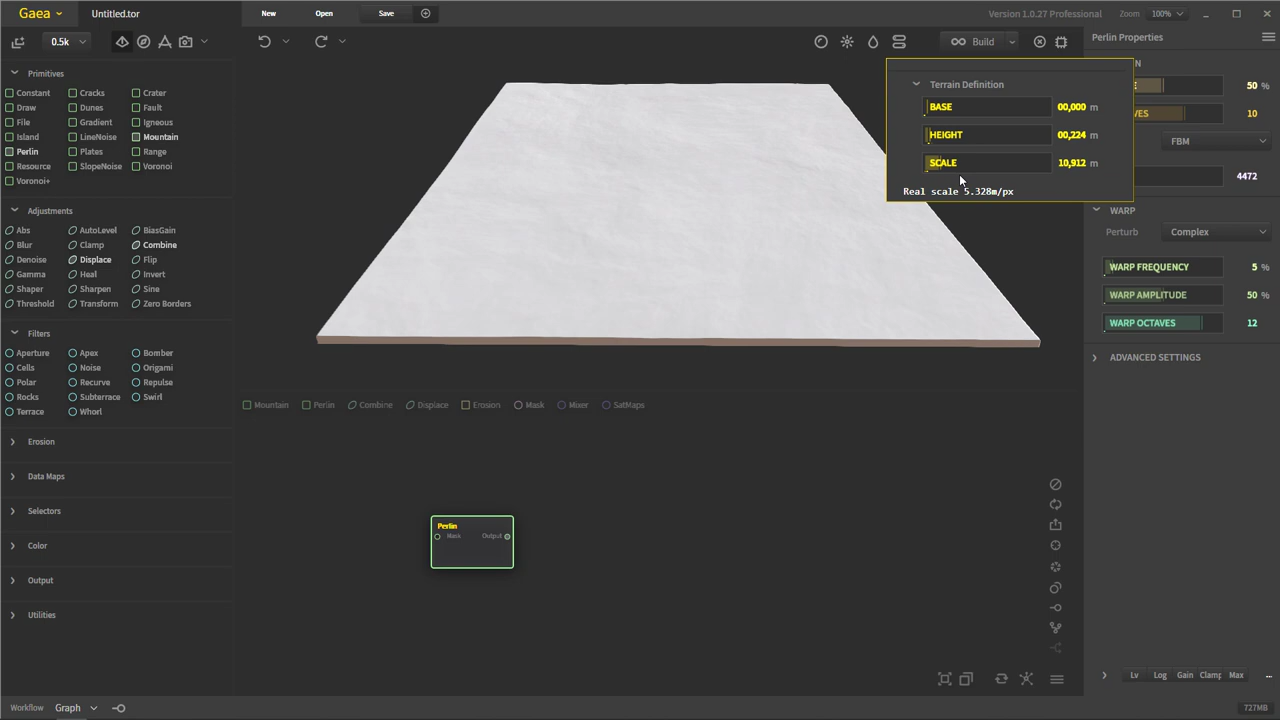 Gaea
Untitled.tor
New
Open
Save
Version 1.0.27 Professional
Zoom
100%
0.5k
Build
Perlin Properties
Primitives
Constant
Cracks
Crater
Draw
Dunes
Fault
File
Gradient
Igneous
Island
LineNoise
Mountain
Perlin
Plates
Range
Resource
SlopeNoise
Voronoi
Voronoi+
Adjustments
Abs
AutoLevel
BiasGain
Blur
Clamp
Combine
Denoise
Displace
Flip
Gamma
Heal
Invert
Shaper
Sharpen
Sine
Threshold
Transform
Zero Borders
Filters
Aperture
Apex
Bomber
Cells
Noise
Origami
Polar
Recurve
Repulse
Rocks
Subterrace
Swirl
Terrace
Whorl
Erosion
Data Maps
Selectors
Color
Output
Utilities
Terrain Definition
BASE 00,000 m
HEIGHT 00,224 m
SCALE 10,912 m
Real scale 5.328m/px
N
E 50 %
VES 10
FBM
4472
WARP
Perturb Complex
WARP FREQUENCY 5 %
WARP AMPLITUDE 50 %
WARP OCTAVES 12
ADVANCED SETTINGS
Mountain Perlin Combine Displace Erosion Mask Mixer SatMaps
Perlin
Mask Output
Lv Log Gain Clamp Max ...
Workflow Graph
727MB